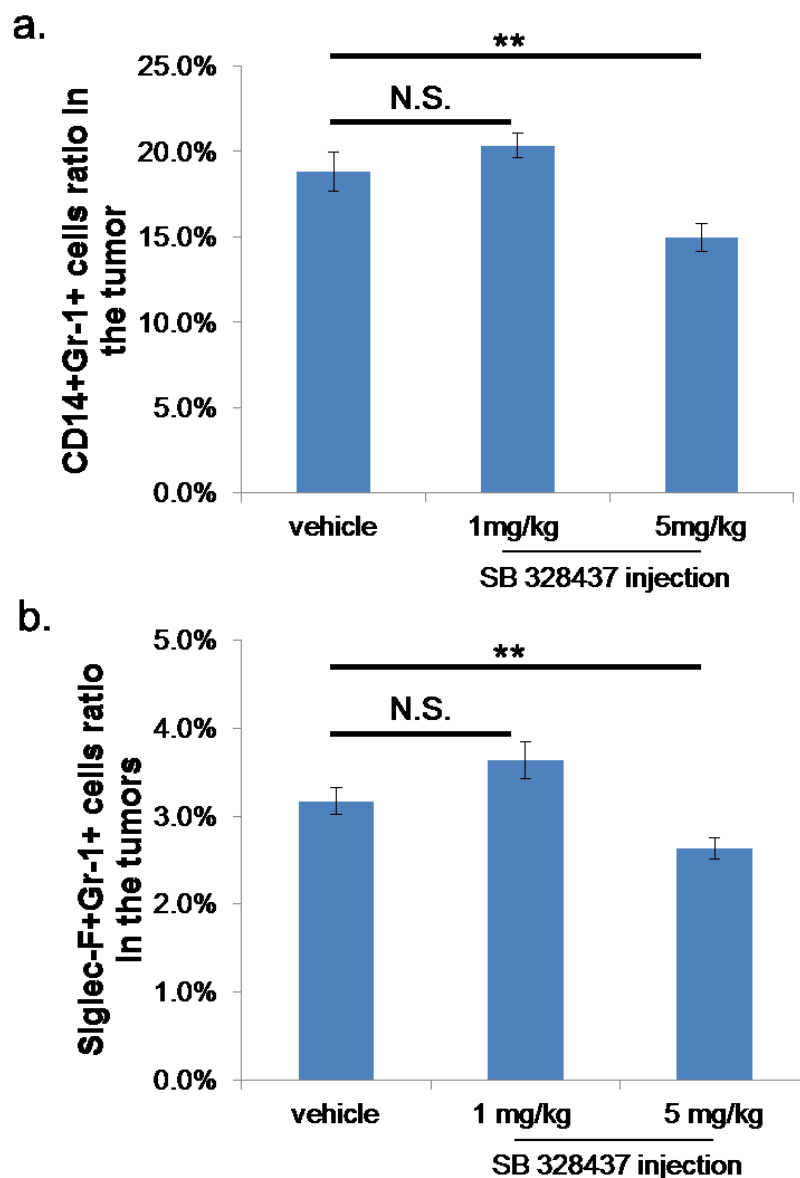 a.
**
25.0%
N.S.
20.0%
15.0%
10.0%
5.0%
0.0%
CD14+Gr-1+ cells ratio In
the tumor
vehicle 1mg/kg 5mg/kg
SB 328437 injection
b.
5.0%
**
N.S.
4.0%
3.0%
2.0%
1.0%
0.0%
SIglec-F+Gr-1+ cells ratio
In the tumors
vehicle 1 mg/kg 5 mg/kg
SB 328437 injection